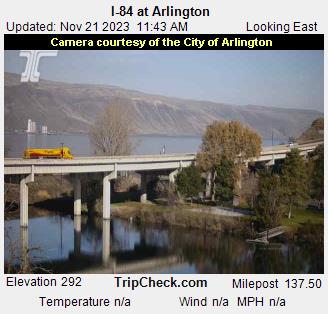 I-84 at Arlington
Updated: Nov 21 2023 11:43 AM Looking East
Camera courtesy of the City of Arlington
Elevation 292 TripCheck.com Milepost 137.50
Temperature n/a Wind n/a MPH n/a